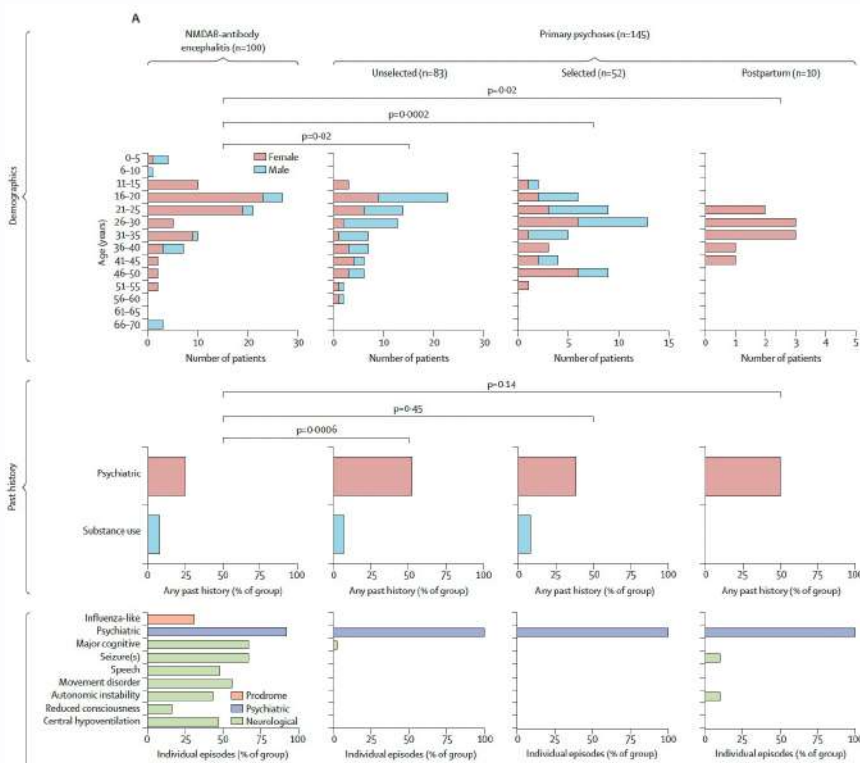 A
NMDAR-antibody
encephalitis (n=100)
Primary psychoses (n=145)
Unselected (n=83)
Selected (n=52)
Postpartum (n=10)
p=0·02
p=0·0002
p=0·02
Demographics
Age (years)
Female
Male
0–5
6–10
11–15
16–20
21–25
26–30
31–35
36–40
41–45
46–50
51–55
56–60
61–65
66–70
0 10 20 30
0 10 20 30
0 5 10 15
0 1 2 3 4 5
Number of patients
Number of patients
Number of patients
Number of patients
p=0·14
p=0·45
p=0·0006
Past history
Psychiatric
Substance use
0 25 50 75 100
0 25 50 75 100
0 25 50 75 100
0 25 50 75 100
Any past history (% of group)
Any past history (% of group)
Any past history (% of group)
Any past history (% of group)
Influenza-like
Psychiatric
Major cognitive
Seizure(s)
Speech
Movement disorder
Autonomic instability
Reduced consciousness
Central hypoventilation
Prodrome
Psychiatric
Neurological
0 25 50 75 100
0 25 50 75 100
0 25 50 75 100
0 25 50 75 100
Individual episodes (% of group)
Individual episodes (% of group)
Individual episodes (% of group)
Individual episodes (% of group)